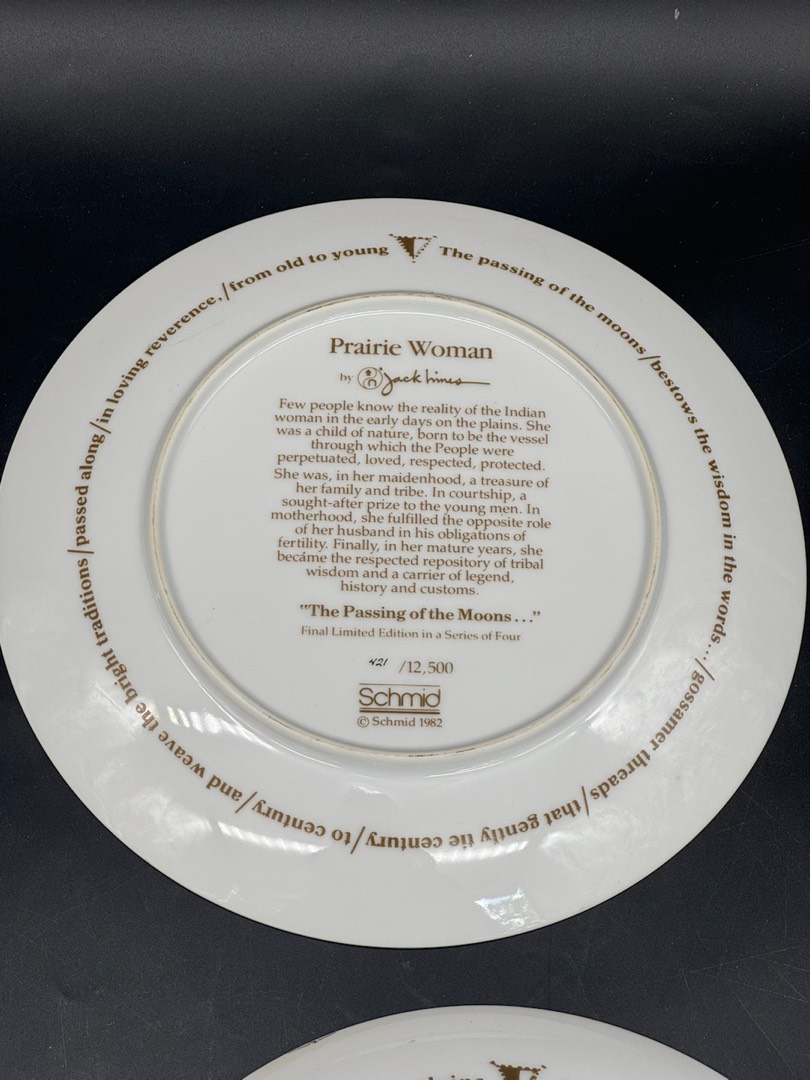 The passing of the moons/bestows the wisdom in the words.../gossamer threads/that gently tie century/to century/and weave the bright traditions/passed along/in loving reverence,/from old to young
Prairie Woman
by Jack Hines
Few people know the reality of the Indian
woman in the early days on the plains. She
was a child of nature, born to be the vessel
through which the People were
perpetuated, loved, respected, protected.
She was, in her maidenhood, a treasure of
her family and tribe. In courtship, a
sought-after prize to the young men. In
motherhood, she fulfilled the opposite role
of her husband in his obligations of
fertility. Finally, in her mature years, she
became the respected repository of tribal
wisdom and a carrier of legend,
history and customs.
"The Passing of the Moons..."
Final Limited Edition in a Series of Four
421 /12,500
Schmid
© Schmid 1982